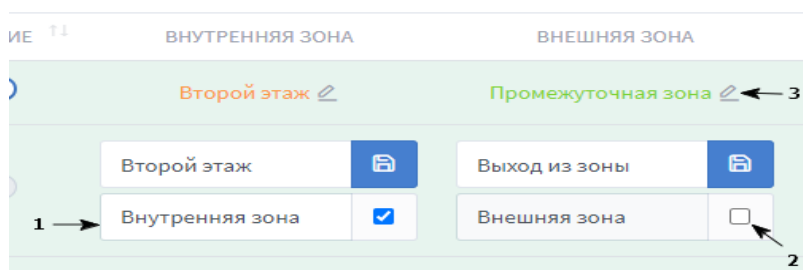 ИЕ ↑↓ ВНУТРЕННЯЯ ЗОНА ВНЕШНЯЯ ЗОНА
Второй этаж Промежуточная зона 3
Второй этаж Выход из зоны
1 Внутренняя зона Внешняя зона
2